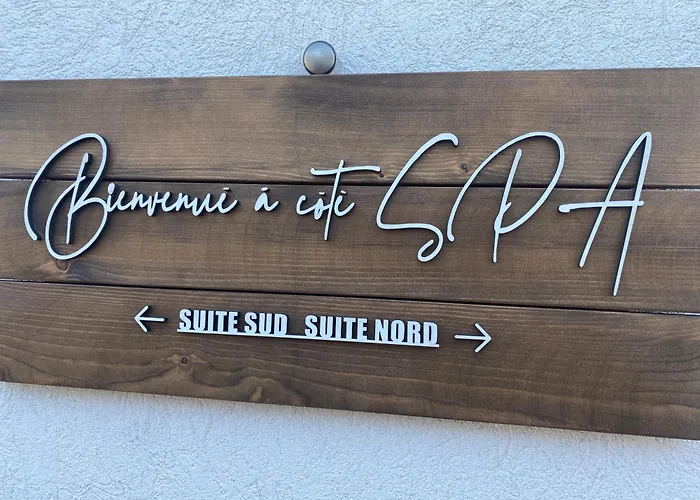 Bienvenue à côté SPA
← SUITE SUD SUITE NORD →